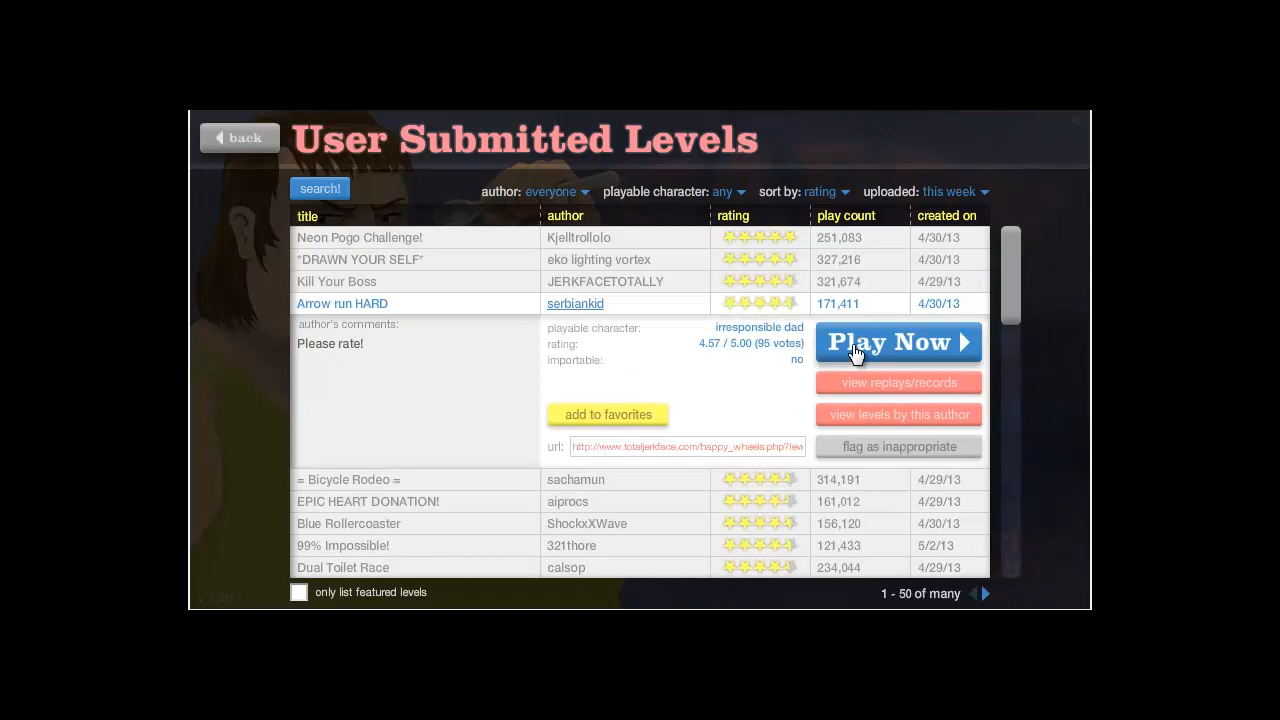 back
User Submitted Levels
search!
author: everyone playable character: any sort by: rating uploaded: this week
title author rating play count created on
Neon Pogo Challenge! Kjelltrollolo 251,083 4/30/13
*DRAWN YOUR SELF* eko lighting vortex 327,216 4/30/13
Kill Your Boss JERKFACETOTALLY 321,674 4/29/13
Arrow run HARD serbiankid 171,411 4/30/13
author's comments:
Please rate!
playable character: irresponsible dad
rating: 4.57 / 5.00 (95 votes)
importable: no
Play Now
view replays/records
add to favorites
view levels by this author
url: http://www.totaljerkface.com/happy_wheels.php?lev
flag as inappropriate
= Bicycle Rodeo = sachamun 314,191 4/29/13
EPIC HEART DONATION! aiprocs 161,012 4/29/13
Blue Rollercoaster ShockxXWave 156,120 4/30/13
99% Impossible! 321thore 121,433 5/2/13
Dual Toilet Race calsop 234,044 4/29/13
only list featured levels
1 - 50 of many